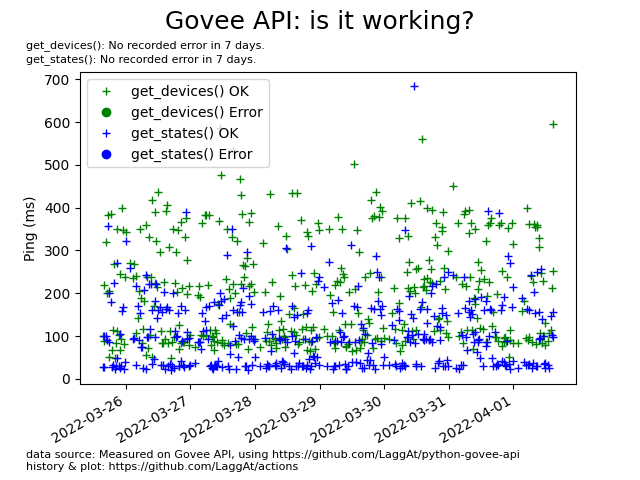 Govee API: is it working?
get_devices(): No recorded error in 7 days.
get_states(): No recorded error in 7 days.
get_devices() OK
get_devices() Error
get_states() OK
get_states() Error
Ping (ms)
700
600
500
400
300
200
100
0
2022-03-26
2022-03-27
2022-03-28
2022-03-29
2022-03-30
2022-03-31
2022-04-01
data source: Measured on Govee API, using https://github.com/LaggAt/python-govee-api
history & plot: https://github.com/LaggAt/actions